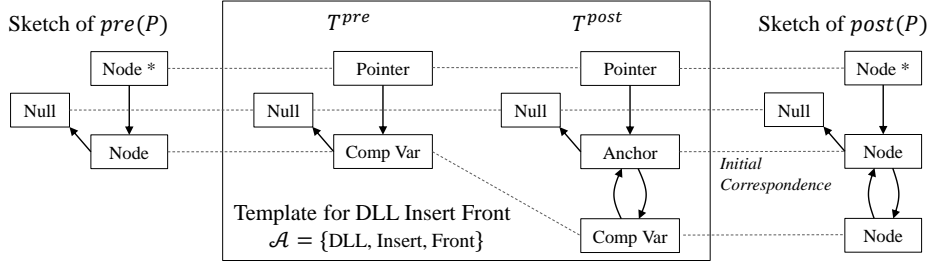 Sketch of pre(P)
T^pre
T^post
Sketch of post(P)
Node *
Pointer
Pointer
Node *
Null
Null
Null
Null
Node
Comp Var
Anchor
Node
Initial
Correspondence
Template for DLL Insert Front
𝒜 = {DLL, Insert, Front}
Comp Var
Node